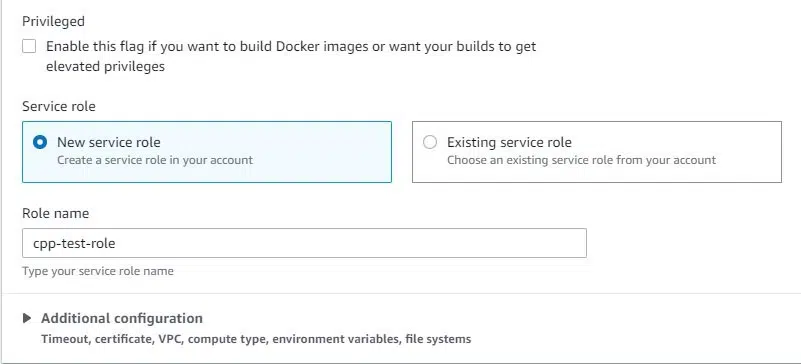 Privileged
Enable this flag if you want to build Docker images or want your builds to get
elevated privileges
Service role
New service role
Create a service role in your account
Existing service role
Choose an existing service role from your account
Role name
cpp-test-role
Type your service role name
Additional configuration
Timeout, certificate, VPC, compute type, environment variables, file systems